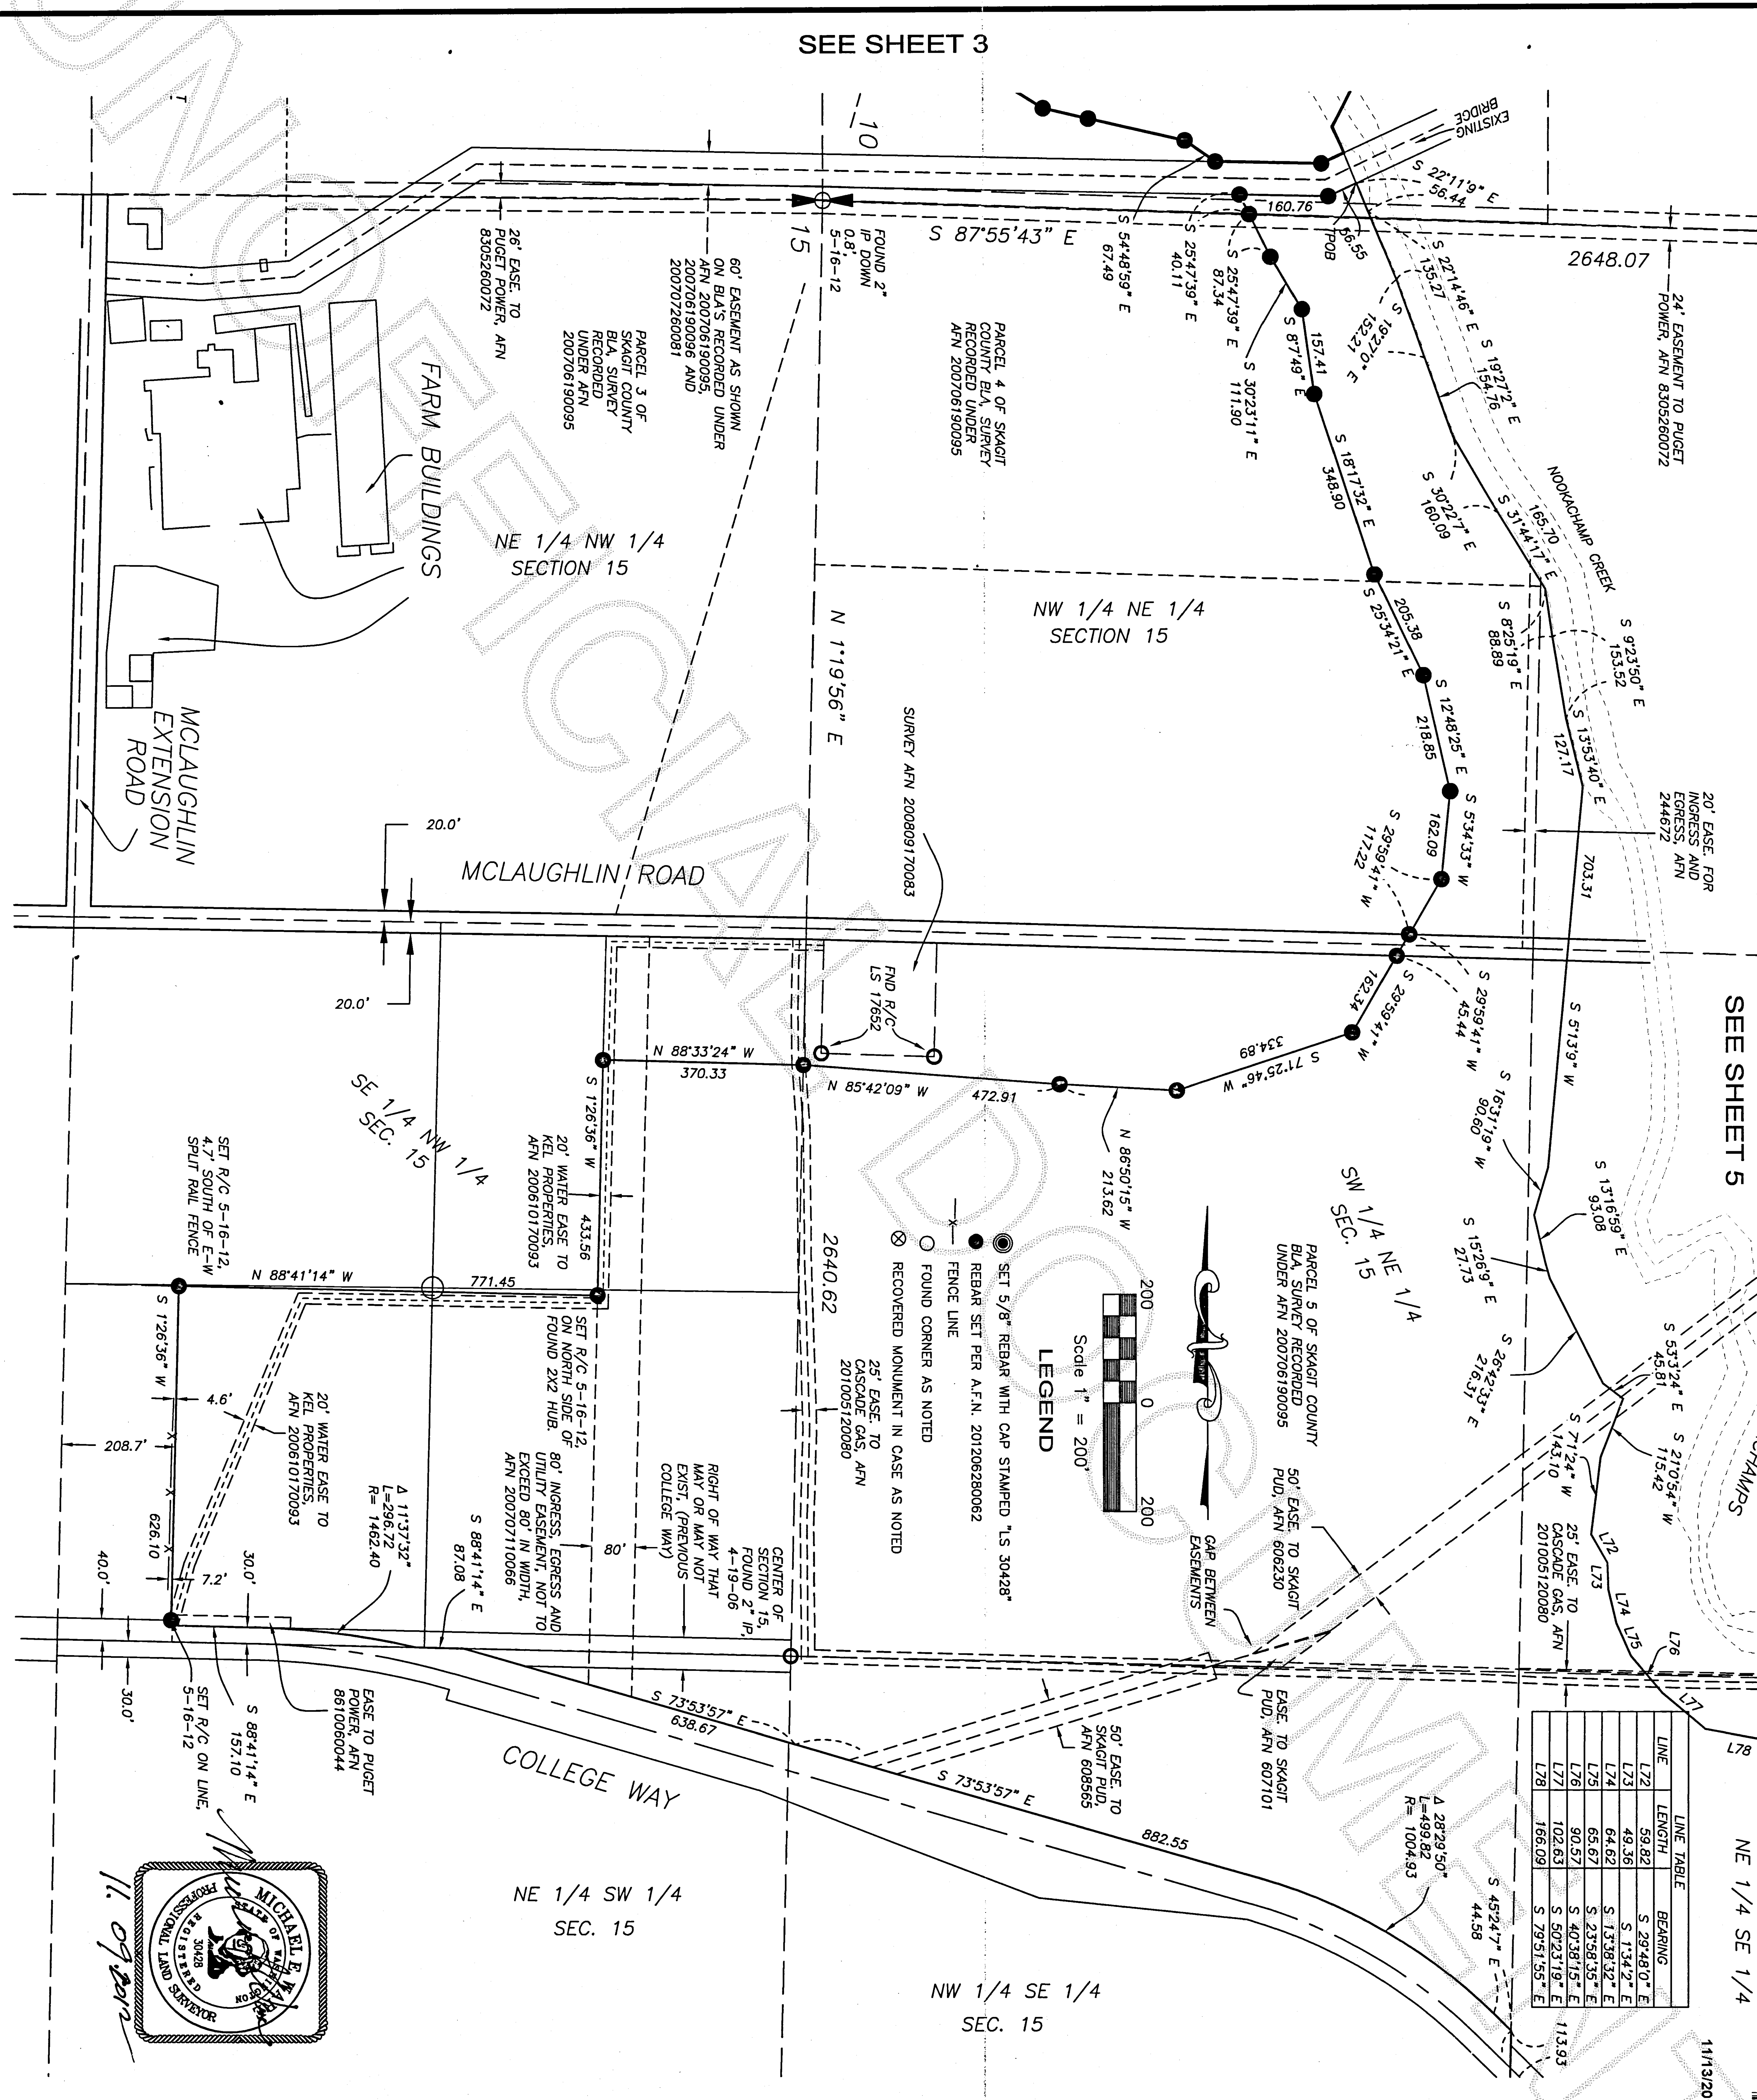 SEE SHEET 3
SEE SHEET 5
UNOFFICIAL DOCUMENT
10
15
EXISTING
BRIDGE
S 22°11'9" E
56.44
160.76
56.55
TPOB
S 87°55'43" E
2648.07
24' EASEMENT TO PUGET
POWER, AFN 8305260072
S 54°48'59" E
67.49
S 25°47'39" E
40.11
S 25°47'39" E
87.34
S 30°23'11" E
111.90
157.41
S 8°7'49" E
S 18°17'32" E
348.90
205.38
S 25°34'21" E
S 12°48'25" E
218.85
S 5°34'33" W
162.09
S 29°59'41" W
117.22
S 29°59'41" W
45.44
S 29°59'41" W
162.34
S 71°25'46" W
334.89
S 22°14'46" E
135.27
S 19°27'0" E
152.21
S 19°27'2" E
154.76
S 30°22'7" E
160.09
165.70
S 31°44'17" E
NOOKACHAMP CREEK
S 8°25'19" E
88.89
S 9°23'50" E
153.52
S 13°53'40" E
127.17
20' EASE. FOR
INGRESS AND
EGRESS, AFN
244672
703.31
S 5°13'9" W
S 16°31'19" W
90.60
S 13°16'59" E
93.08
S 15°26'9" E
27.73
S 26°42'33" E
216.31
S 53°3'24" E
45.81
S 21°0'54" W
115.42
S 7°1'24" W
143.10
CHAMPS
L72
L73
L74
L75
L76
L77
L78
FOUND 2"
IP DOWN
0.8',
5-16-12
60' EASEMENT AS SHOWN
ON BLA'S RECORDED UNDER
AFN 200706190095,
200706190096 AND
200707260081
26' EASE. TO
PUGET POWER, AFN
8305260072
PARCEL 3 OF
SKAGIT COUNTY
BLA, SURVEY
RECORDED
UNDER AFN
200706190095
PARCEL 4 OF SKAGIT
COUNTY BLA, SURVEY
RECORDED UNDER
AFN 200706190095
FARM BUILDINGS
NE 1/4 NW 1/4
SECTION 15
NW 1/4 NE 1/4
SECTION 15
N 1°19'56" E
2640.62
SURVEY AFN 200809170083
MCLAUGHLIN
EXTENSION
ROAD
MCLAUGHLIN ROAD
20.0'
20.0'
FND R/C
LS 17652
N 88°33'24" W
370.33
N 85°42'09" W
472.91
N 86°50'15" W
213.62
S 1°26'36" W
433.56
20' WATER EASE TO
KEL PROPERTIES,
AFN 200610170093
SE 1/4 NW 1/4
SEC. 15
SET R/C 5-16-12,
4.7' SOUTH OF E-W
SPLIT RAIL FENCE
N 88°41'14" W
771.45
SET R/C 5-16-12,
ON NORTH SIDE OF
FOUND 2X2 HUB.
SW 1/4 NE 1/4
SEC. 15
PARCEL 5 OF SKAGIT COUNTY
BLA, SURVEY RECORDED
UNDER AFN 200706190095
200
0
200
Scale 1" = 200'
LEGEND
SET 5/8" REBAR WITH CAP STAMPED "LS 30428"
REBAR SET PER A.F.N. 201206280062
x FENCE LINE
FOUND CORNER AS NOTED
RECOVERED MONUMENT IN CASE AS NOTED
25' EASE. TO
CASCADE GAS, AFN
201005120080
50' EASE. TO SKAGIT
PUD, AFN 606230
GAP BETWEEN
EASEMENTS
25' EASE. TO
CASCADE GAS, AFN
201005120080
EASE. TO SKAGIT
PUD, AFN 607101
50' EASE. TO
SKAGIT PUD,
AFN 608565
S 1°26'36" W
4.6'
x
x
x
626.10
208.7'
7.2'
40.0'
30.0'
30.0'
20' WATER EASE TO
KEL PROPERTIES,
AFN 200610170093
Δ 11°37'32"
L=296.72
R= 1462.40
80' INGRESS, EGRESS AND
UTILITY EASEMENT, NOT TO
EXCEED 80' IN WIDTH,
AFN 200707110066
80'
RIGHT OF WAY THAT
MAY OR MAY NOT
EXIST, (PREVIOUS
COLLEGE WAY)
CENTER OF
SECTION 15,
FOUND 2" IP,
4-19-06
S 88°41'14" E
87.08
S 88°41'14" E
157.10
SET R/C ON LINE,
5-16-12
EASE TO PUGET
POWER, AFN
8610060044
S 73°53'57" E
638.67
COLLEGE WAY
S 73°53'57" E
882.55
Δ 28°29'50"
L=499.82
R= 1004.93
S 45°24'7" E
44.58
113.93
NE 1/4 SW 1/4
SEC. 15
NW 1/4 SE 1/4
SEC. 15
NE 1/4 SE 1/4
LINE TABLE
LINE LENGTH BEARING
L72 59.82 S 29°48'0" E
L73 49.36 S 1°34'2" E
L74 64.62 S 13°38'32" E
L75 65.67 S 23°58'35" E
L76 90.57 S 40°38'15" E
L77 102.63 S 50°23'19" E
L78 166.09 S 79°51'55" E
MICHAEL E WARK
STATE OF WASHINGTON
30428
REGISTERED
PROFESSIONAL LAND SURVEYOR
11.09.2012
11/13/20